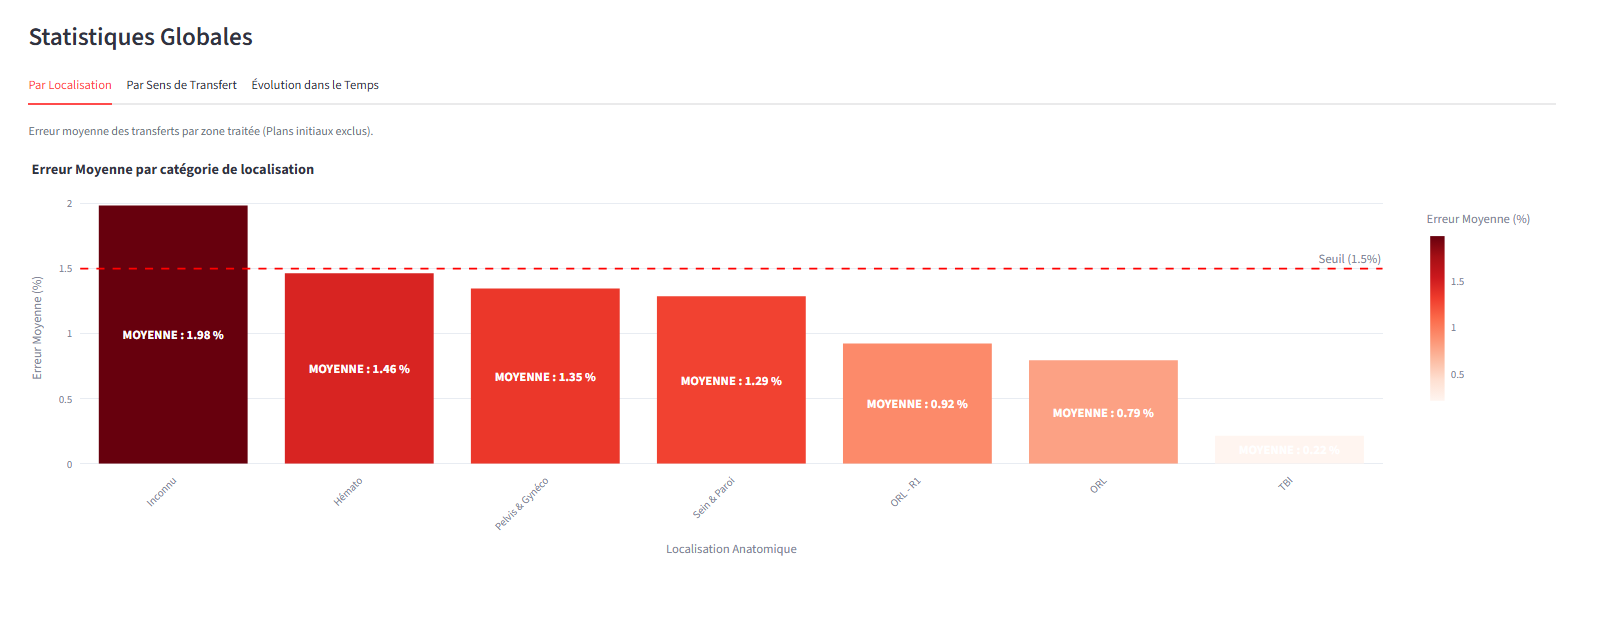 Statistiques Globales
Par Localisation Par Sens de Transfert Évolution dans le Temps
Erreur moyenne des transferts par zone traitée (Plans initiaux exclus).
Erreur Moyenne par catégorie de localisation
Erreur Moyenne (%)
2
1.5
1
0.5
0
Seuil (1.5%)
MOYENNE : 1.98 %
MOYENNE : 1.46 %
MOYENNE : 1.35 %
MOYENNE : 1.29 %
MOYENNE : 0.92 %
MOYENNE : 0.79 %
MOYENNE : 0.22 %
Inconnu
Hémato
Pelvis & Gynéco
Sein & Paroi
ORL - R1
ORL
TBI
Localisation Anatomique
Erreur Moyenne (%)
1.5
1
0.5